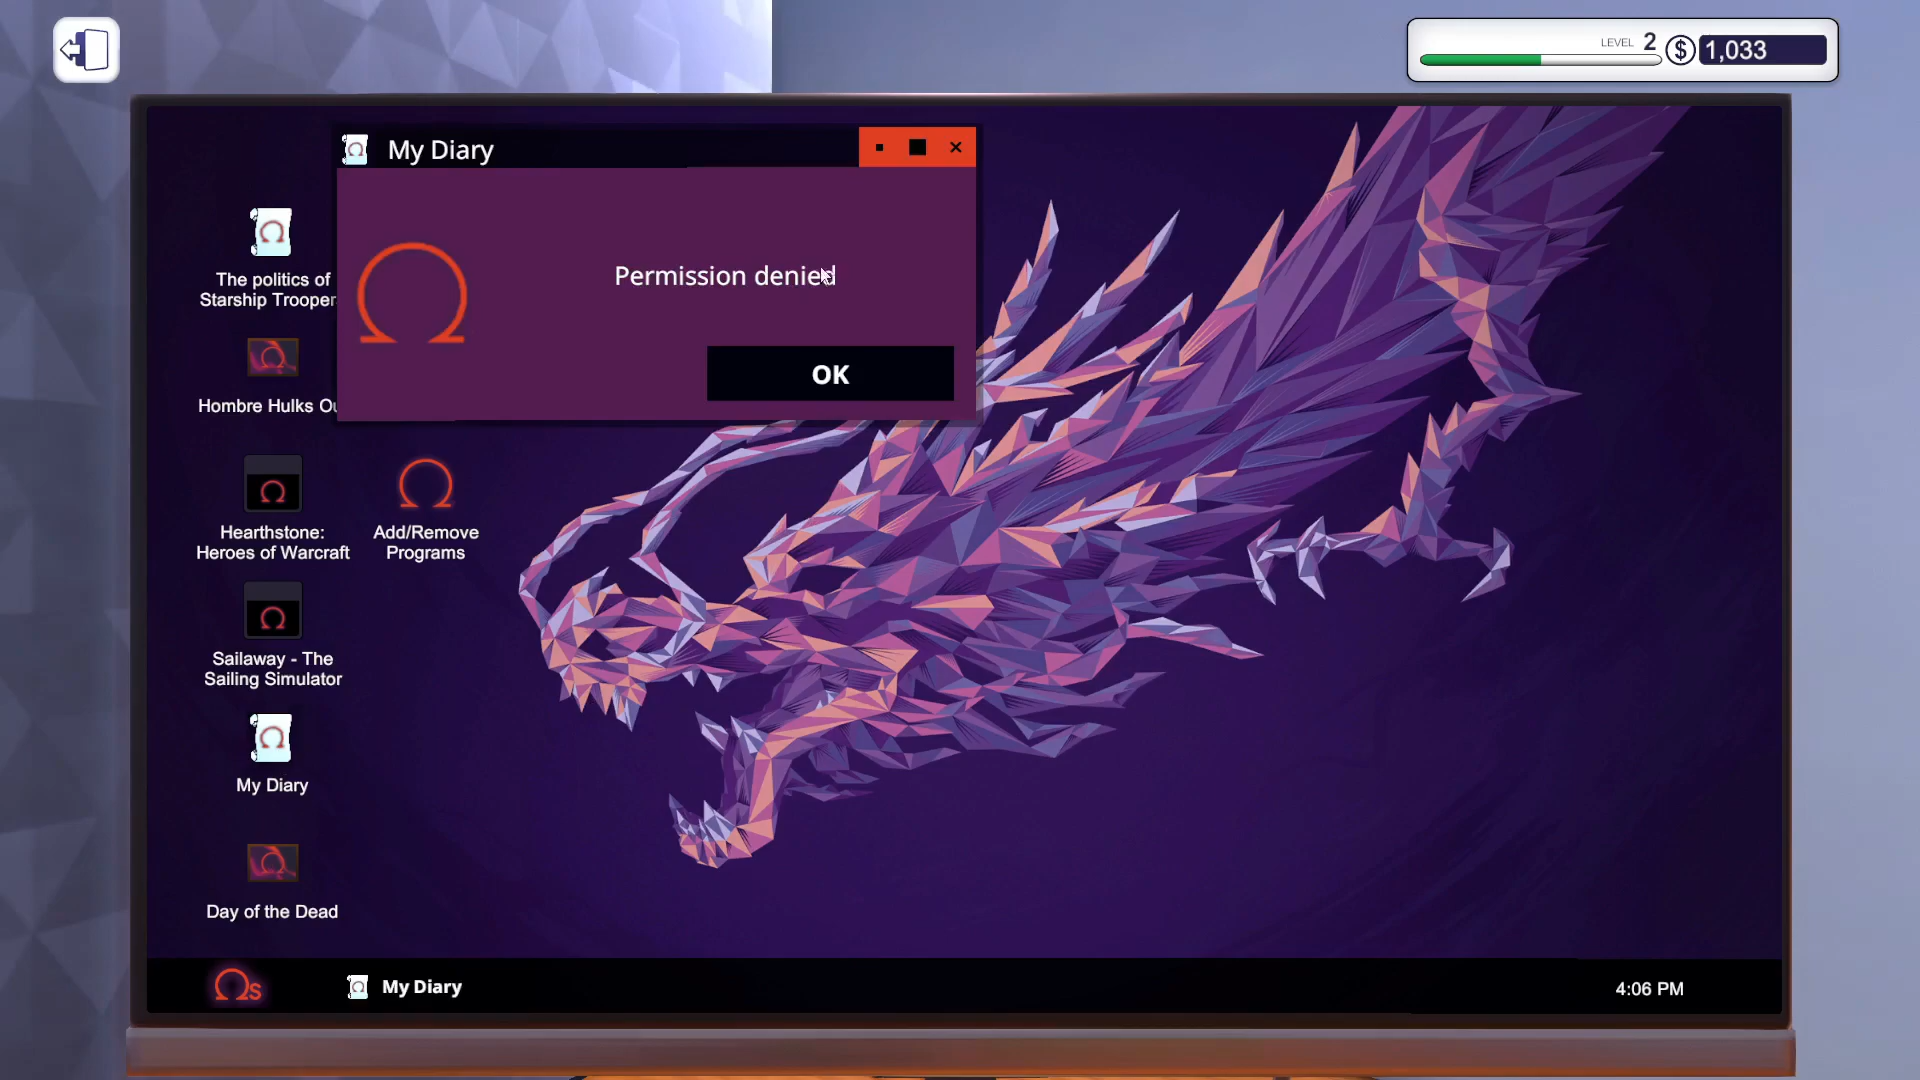 LEVEL 2 $ 1,033
My Diary
Permission denied
OK
The politics of
Starship Trooper
Hombre Hulks Ou
Hearthstone:
Heroes of Warcraft
Add/Remove
Programs
Sailaway - The
Sailing Simulator
My Diary
Day of the Dead
Ωs
My Diary
4:06 PM